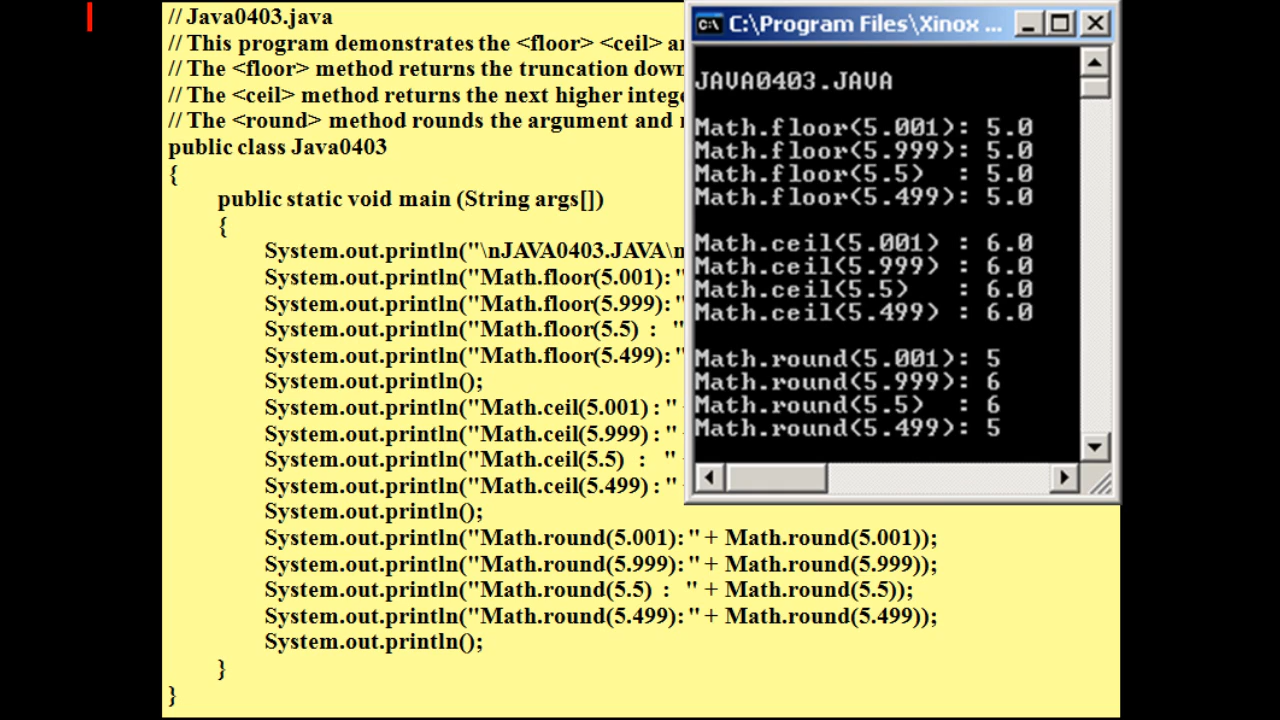 // Java0403.java
// This program demonstrates the <floor> <ceil>
// The <floor> method returns the truncation down
// The <ceil> method returns the next higher
// The <round> method rounds the argument and
public class Java0403
{
public static void main (String args[])
{
System.out.println("\nJAVA0403.JAVA\n
System.out.println("Math.floor(5.001): "
System.out.println("Math.floor(5.999): "
System.out.println("Math.floor(5.5) : "
System.out.println("Math.floor(5.499): "
System.out.println();
System.out.println("Math.ceil(5.001) : "
System.out.println("Math.ceil(5.999) : "
System.out.println("Math.ceil(5.5) : "
System.out.println("Math.ceil(5.499) : "
System.out.println();
System.out.println("Math.round(5.001): " + Math.round(5.001));
System.out.println("Math.round(5.999): " + Math.round(5.999));
System.out.println("Math.round(5.5) : " + Math.round(5.5));
System.out.println("Math.round(5.499): " + Math.round(5.499));
System.out.println();
}
}
C:\Program Files\Xinox ...
JAVA0403.JAVA
Math.floor(5.001): 5.0
Math.floor(5.999): 5.0
Math.floor(5.5) : 5.0
Math.floor(5.499): 5.0
Math.ceil(5.001) : 6.0
Math.ceil(5.999) : 6.0
Math.ceil(5.5) : 6.0
Math.ceil(5.499) : 6.0
Math.round(5.001): 5
Math.round(5.999): 6
Math.round(5.5) : 6
Math.round(5.499): 5